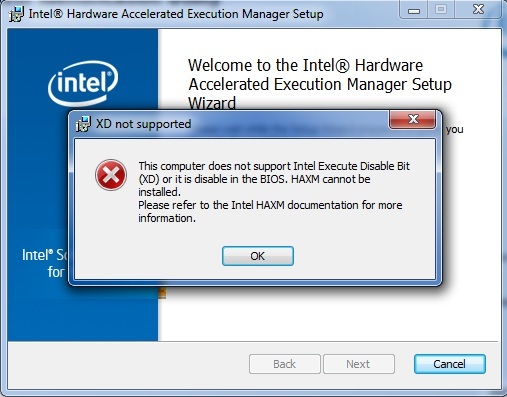 Intel® Hardware Accelerated Execution Manager Setup
intel
Welcome to the Intel® Hardware
Accelerated Execution Manager Setup
Wizard
you
XD not supported
This computer does not support Intel Execute Disable Bit
(XD) or it is disable in the BIOS. HAXM cannot be
installed.
Please refer to the Intel HAXM documentation for more
information.
OK
Intel® S
for
Back
Next
Cancel